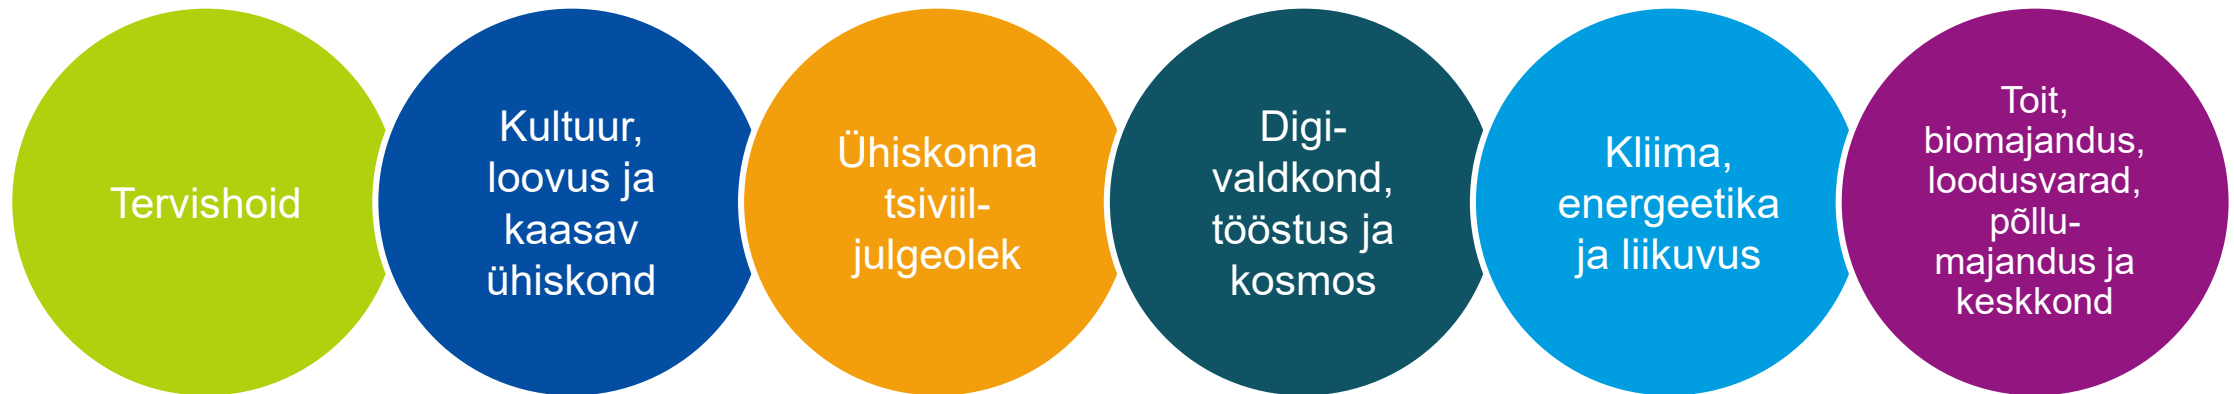 Tervishoid
Kultuur,
loovus ja
kaasav
ühiskond
Ühiskonna
tsiviil-
julgeolek
Digi-
valdkond,
tööstus ja
kosmos
Kliima,
energeetika
ja liikuvus
Toit,
biomajandus,
loodusvarad,
põllu-
majandus ja
keskkond